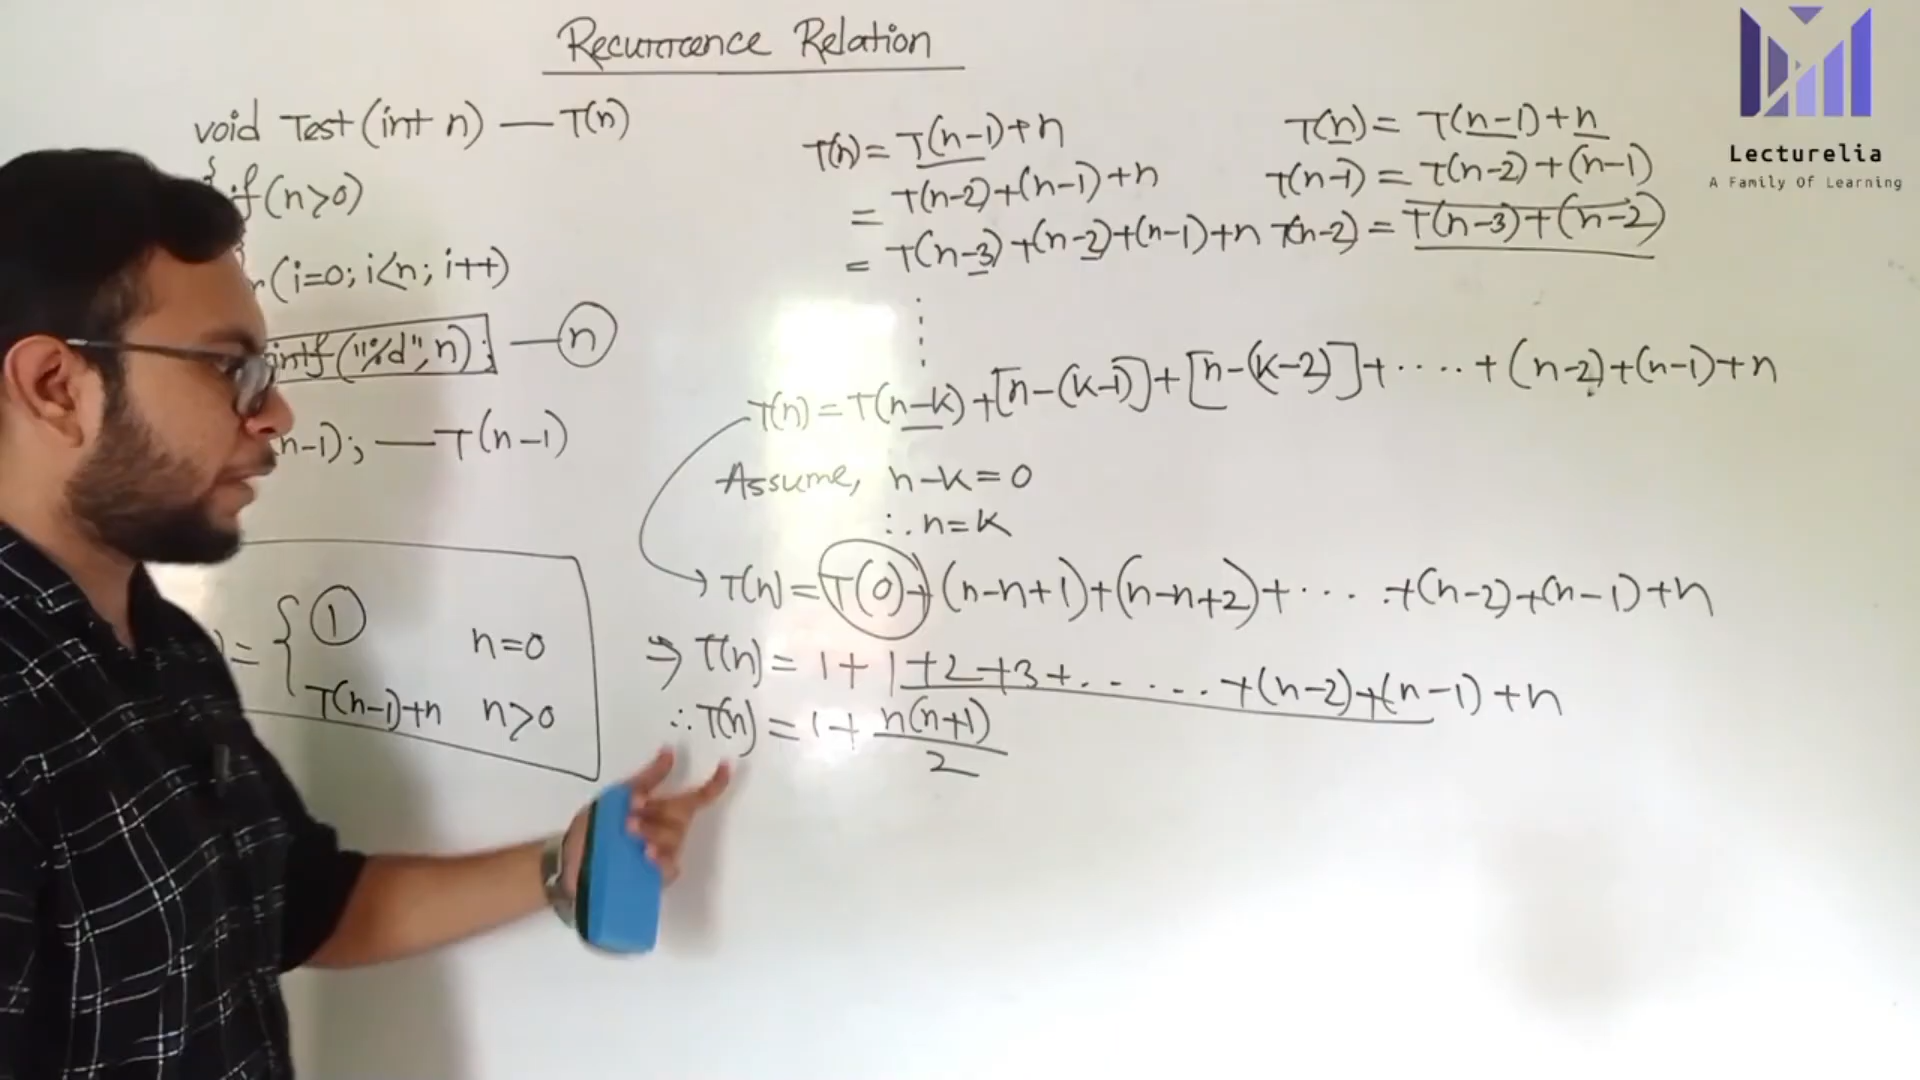 Recurrence Relation
void Test(int n) — T(n)
{ if(n>0)
(i=0; i<n; i++)
intf("%d", n); — n
n-1); — T(n-1)
= { 1 n=0
T(n-1)+n n>0
T(n) = T(n-1)+n
= T(n-2)+(n-1)+n
= T(n-3)+(n-2)+(n-1)+n
T(n) = T(n-1)+n
T(n-1) = T(n-2)+(n-1)
T(n-2) = T(n-3)+(n-2)
T(n) = T(n-k)+[n-(k-1)]+[n-(k-2)]+....+(n-2)+(n-1)+n
Assume, n-k=0
∴ n=k
→ T(n) = T(0)+(n-n+1)+(n-n+2)+.....+(n-2)+(n-1)+n
⇒ T(n) = 1+1+2+3+......+(n-2)+(n-1)+n
∴ T(n) = 1+ n(n+1)/2
Lecturelia
A Family Of Learning